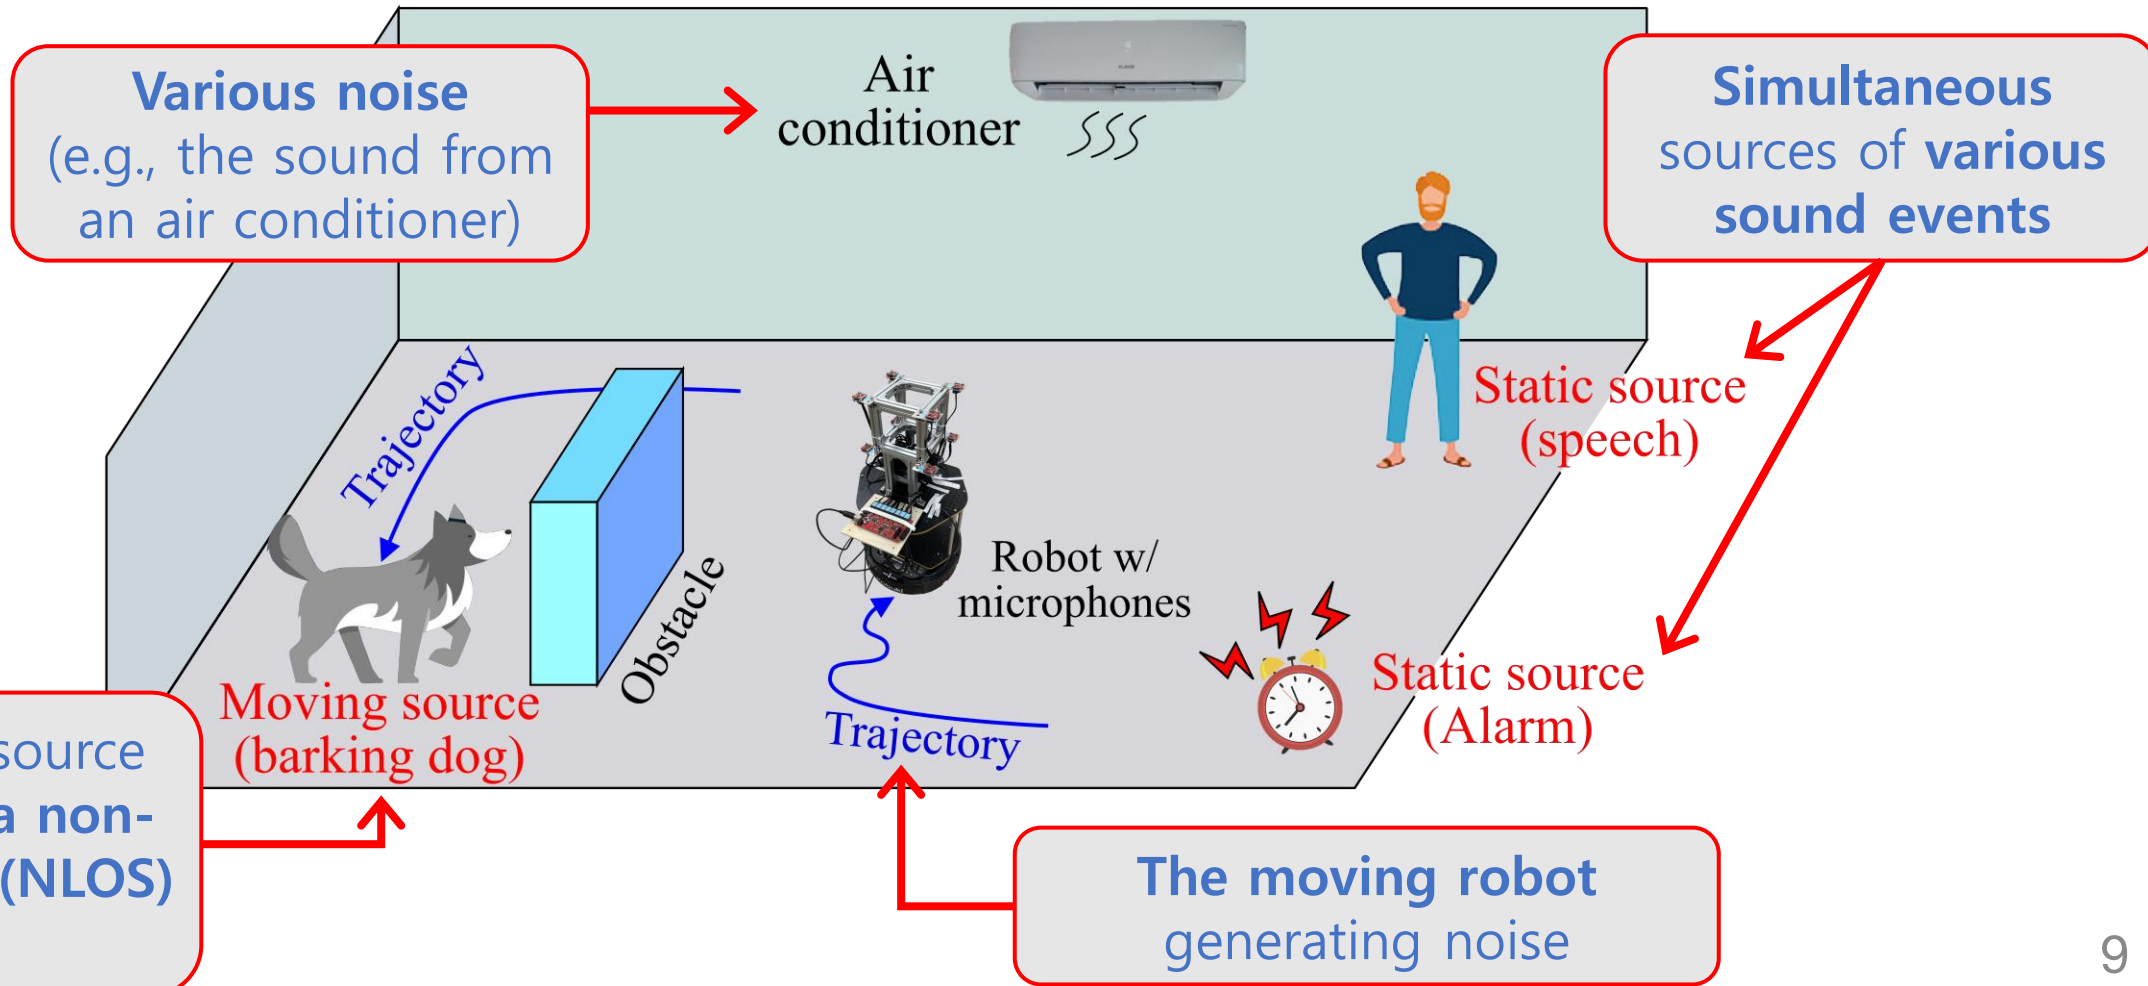 Various noise
(e.g., the sound from
an air conditioner)
Air
conditioner
Simultaneous
sources of various
sound events
Trajectory
Static source
(speech)
Obstacle
Robot w/
microphones
Moving source
(barking dog)
Trajectory
Static source
(Alarm)
source
a non-
(NLOS)
The moving robot
generating noise
9